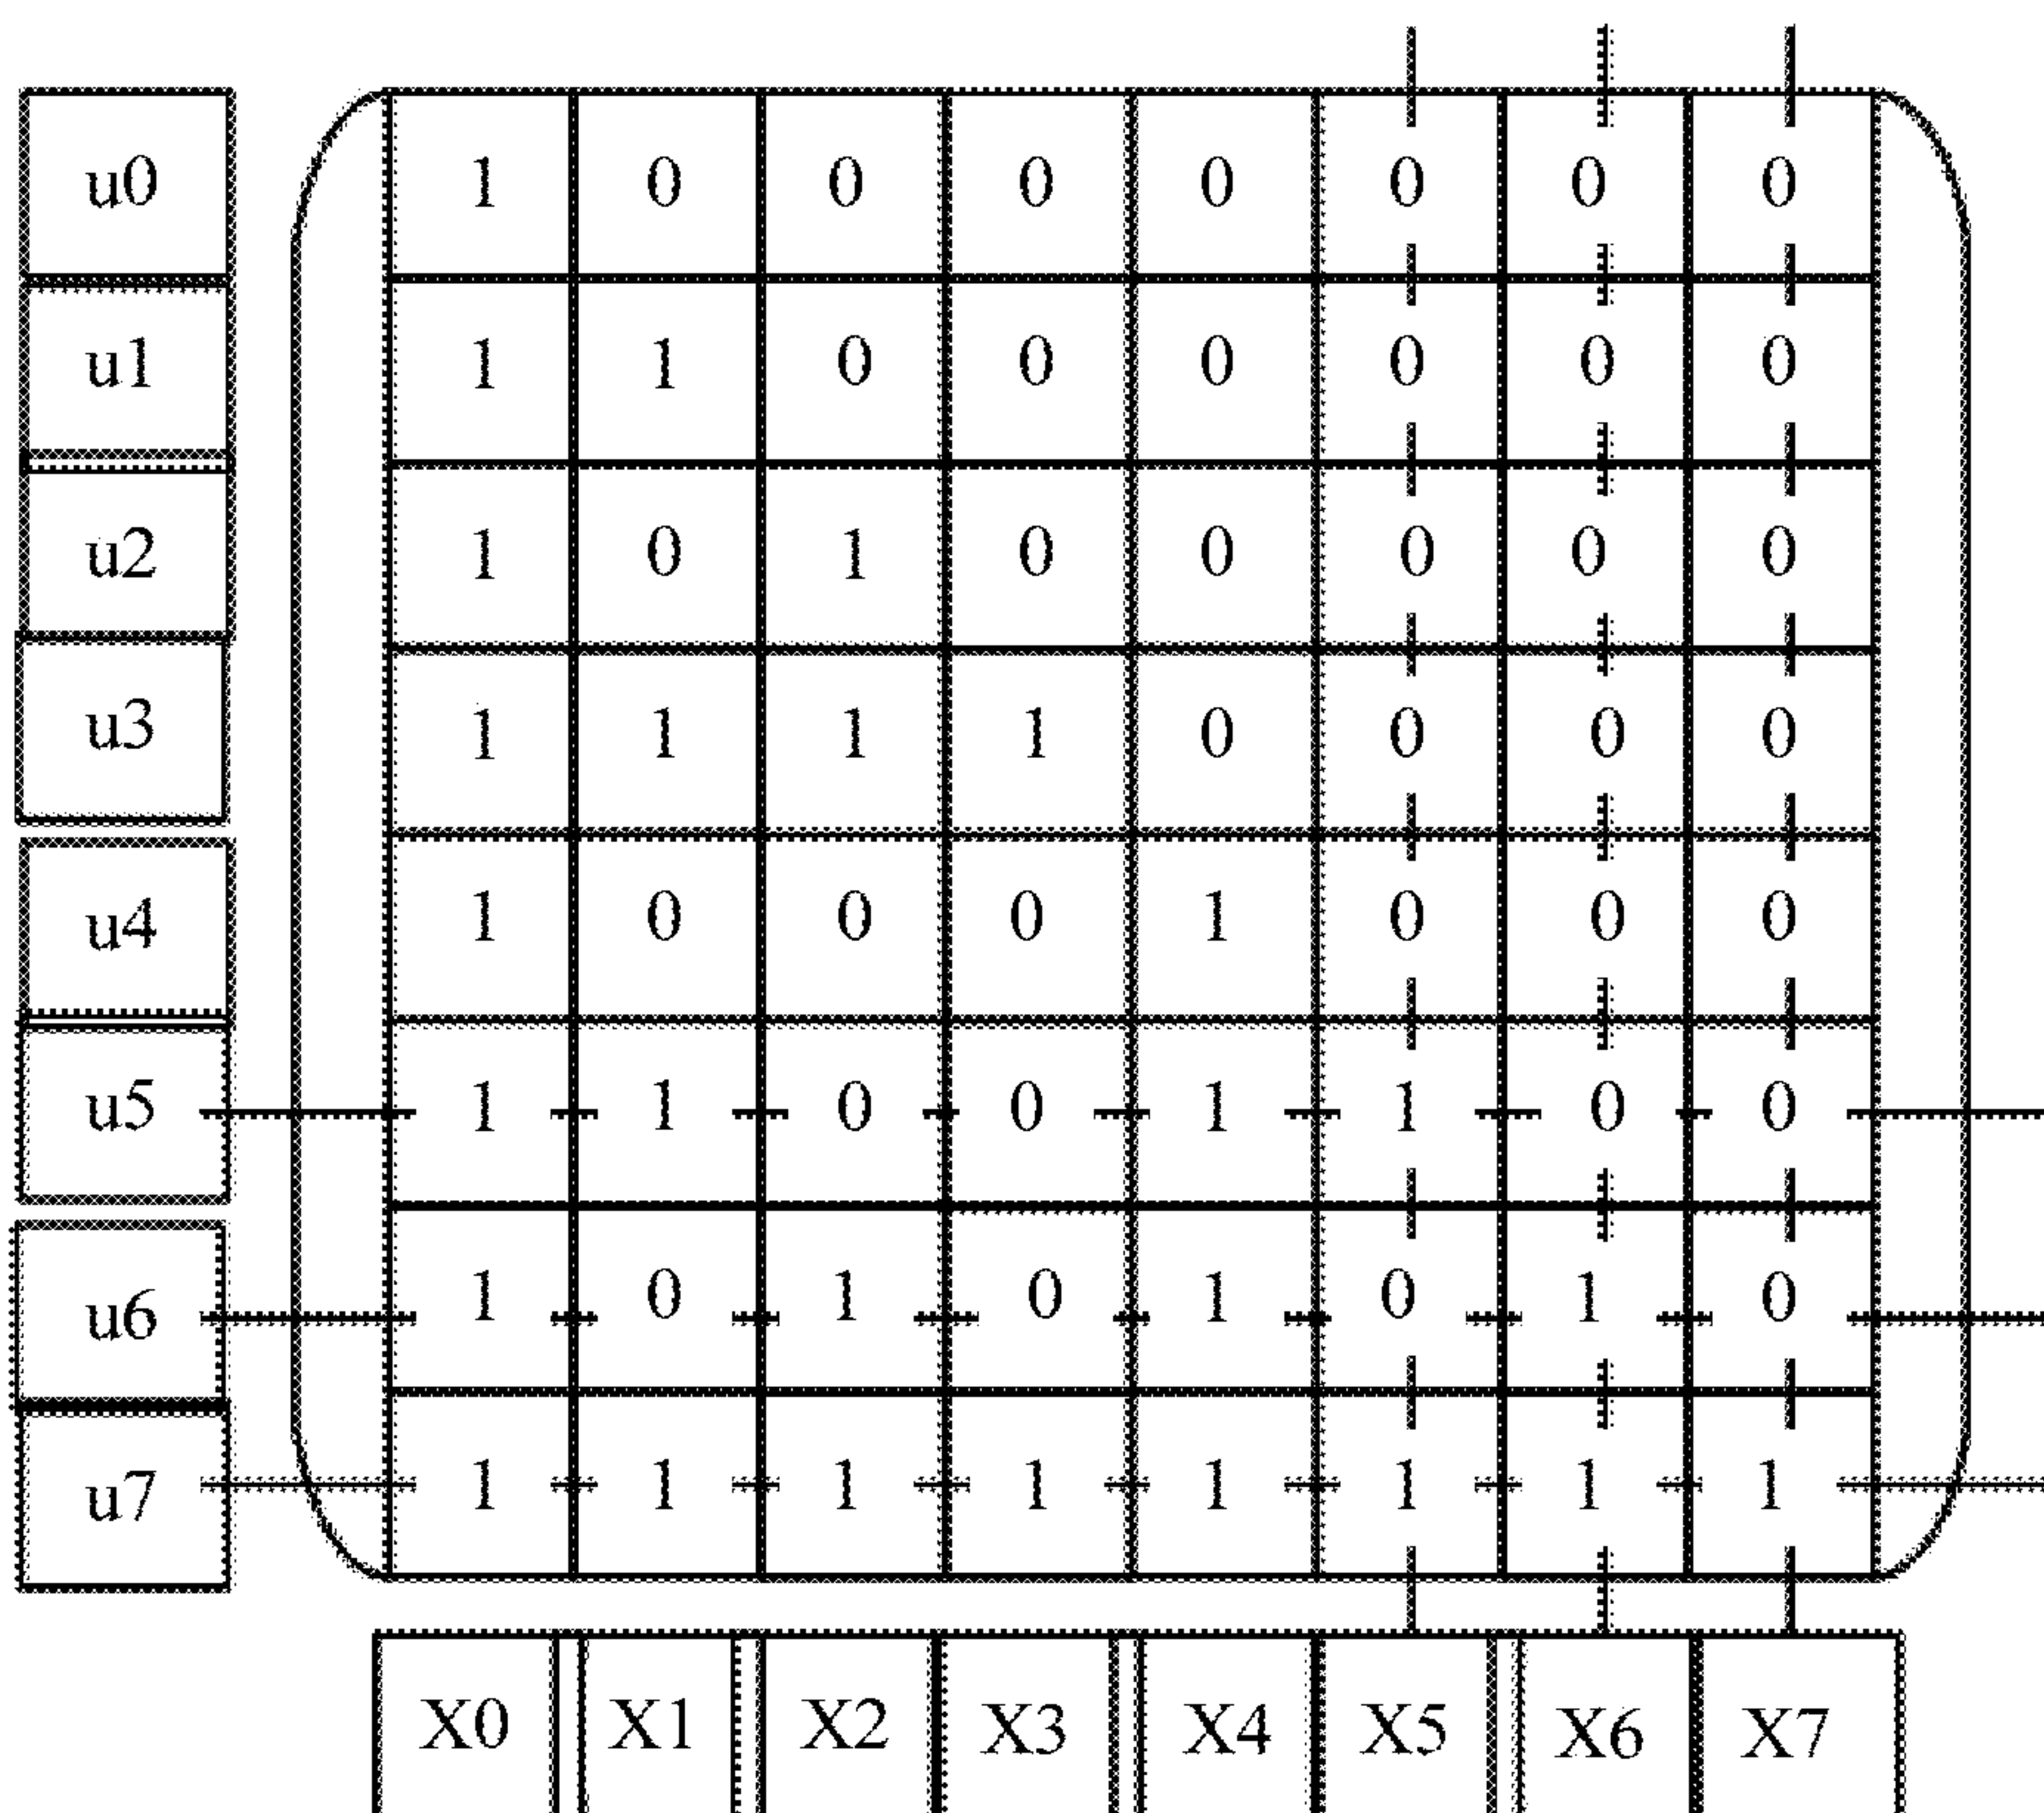 u0 1 0 0 0 0 0 0 0
u1 1 1 0 0 0 0 0 0
u2 1 0 1 0 0 0 0 0
u3 1 1 1 1 0 0 0 0
u4 1 0 0 0 1 0 0 0
u5 1 1 0 0 1 1 0 0
u6 1 0 1 0 1 0 1 0
u7 1 1 1 1 1 1 1 1
X0 X1 X2 X3 X4 X5 X6 X7